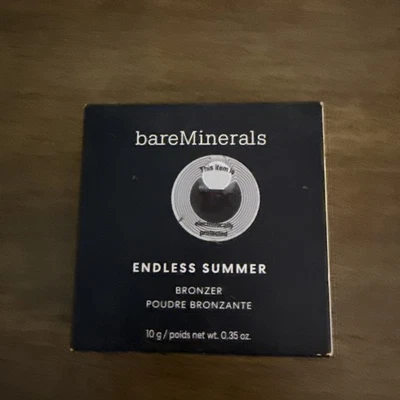 bareMinerals
This item is
electronically
protected
ENDLESS SUMMER
BRONZER
POUDRE BRONZANTE
10 g / poids net wt. 0.35 oz.